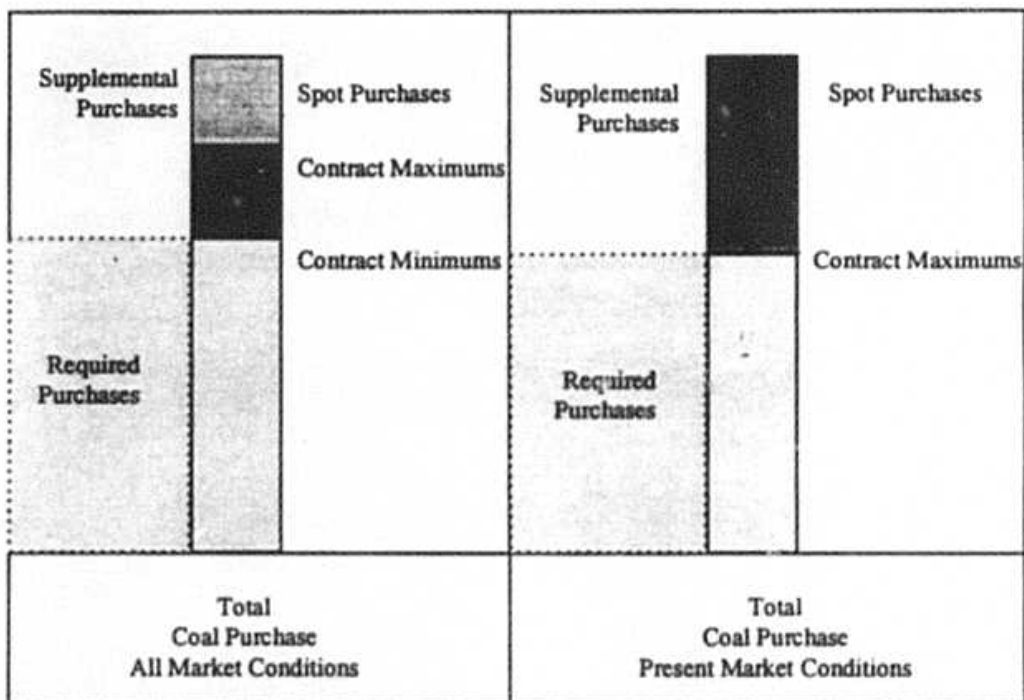 Supplemental
Purchases
Spot Purchases
Contract Maximums
Contract Minimums
Required
Purchases
Total
Coal Purchase
All Market Conditions
Supplemental
Purchases
Spot Purchases
Contract Maximums
Required
Purchases
Total
Coal Purchase
Present Market Conditions